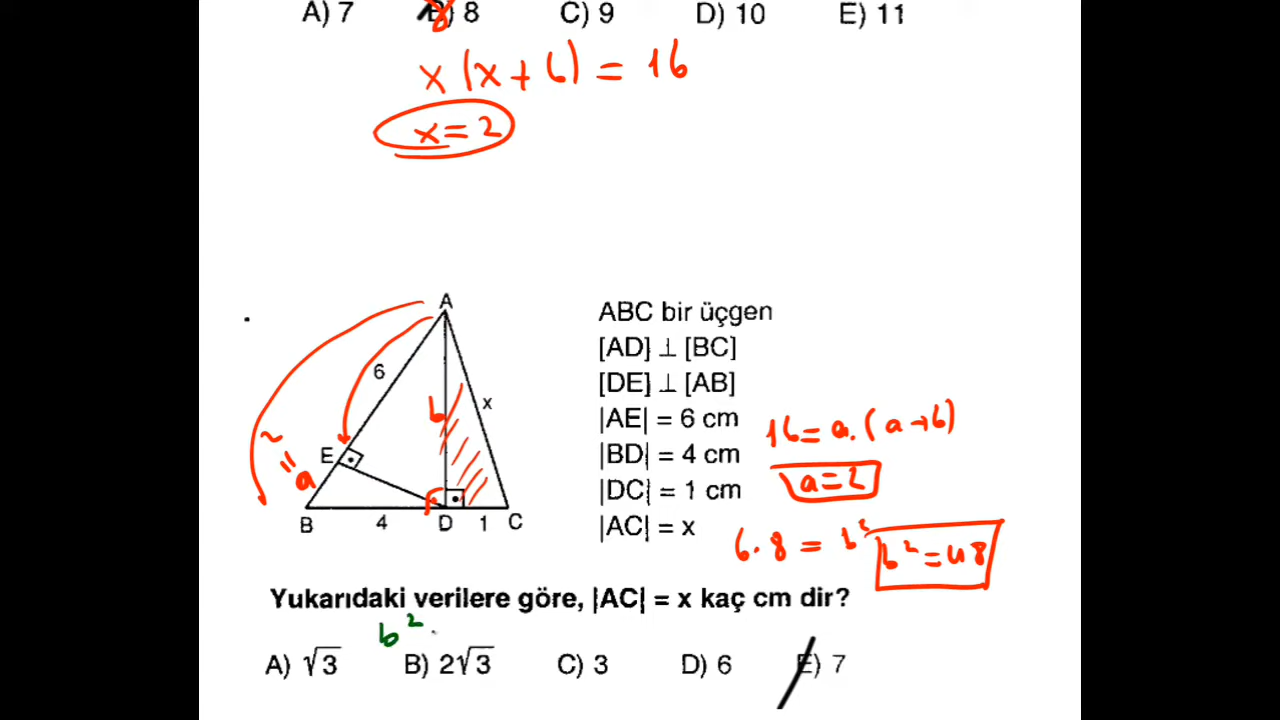 A) 7 B) 8 C) 9 D) 10 E) 11
x (x + 6) = 16
x = 2
A
6
x
b
E
2 = a
B 4 D 1 C
ABC bir üçgen
[AD] ⊥ [BC]
[DE] ⊥ [AB]
|AE| = 6 cm
|BD| = 4 cm
|DC| = 1 cm
|AC| = x
16 = a. (a+6)
a = 2
6.8 = b²
b² = 48
Yukarıdaki verilere göre, |AC| = x kaç cm dir?
b²
A) √3 B) 2√3 C) 3 D) 6 E) 7